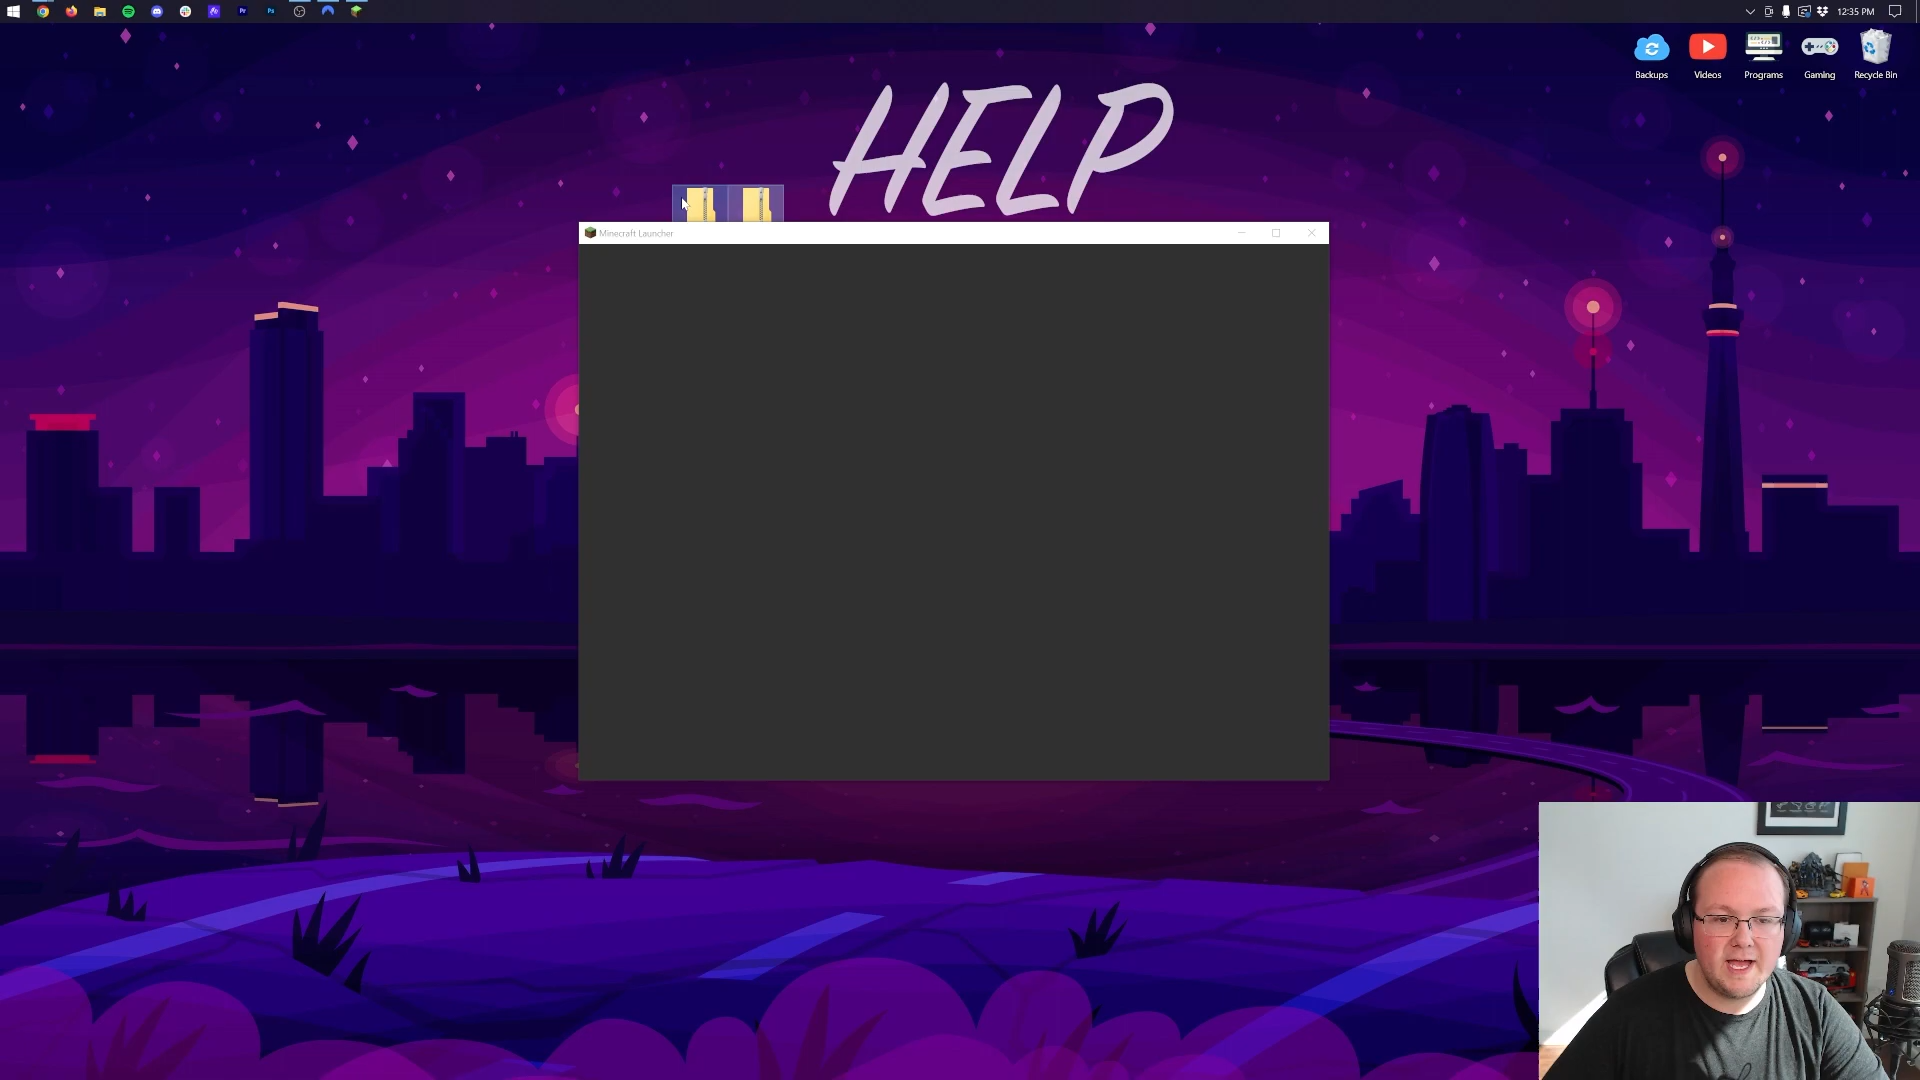 12:35 PM
Backups
Videos
Programs
Gaming
Recycle Bin
HELP
Minecraft Launcher